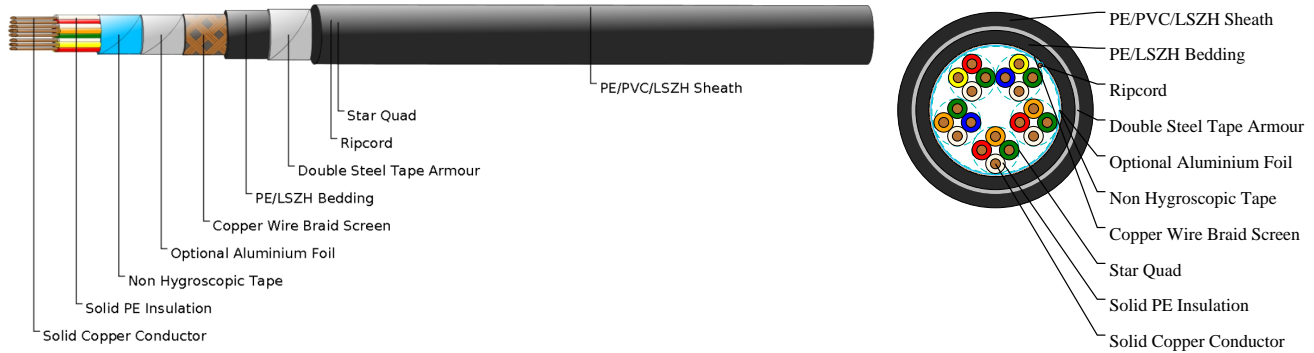 PE/PVC/LSZH Sheath
Star Quad
Ripcord
Double Steel Tape Armour
PE/LSZH Bedding
Copper Wire Braid Screen
Optional Aluminium Foil
Non Hygroscopic Tape
Solid PE Insulation
Solid Copper Conductor
PE/PVC/LSZH Sheath
PE/LSZH Bedding
Ripcord
Double Steel Tape Armour
Optional Aluminium Foil
Non Hygroscopic Tape
Copper Wire Braid Screen
Star Quad
Solid PE Insulation
Solid Copper Conductor